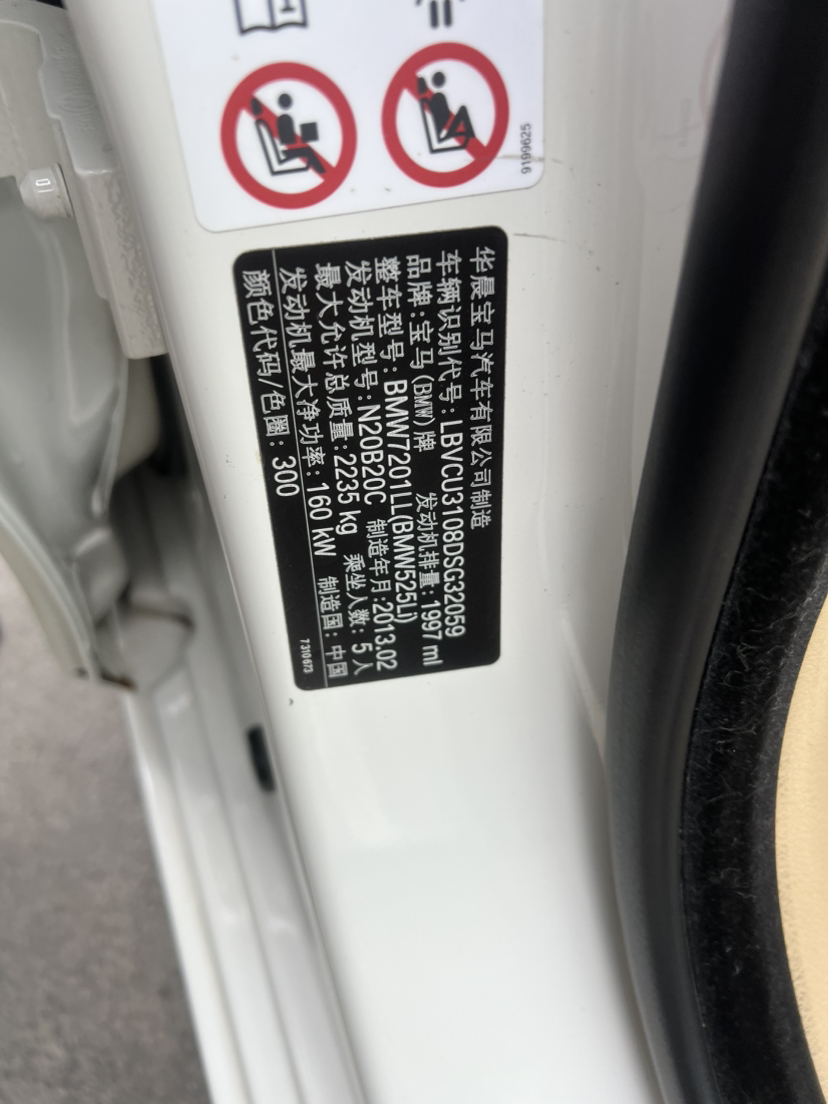 9199625
华晨宝马汽车有限公司制造
车辆识别代号: LBVCU3108DSG32059
品牌: 宝马 (BMW) 牌 发动机排量: 1997 ml
整车型号: BMW7201LL(BMW525Li)
发动机型号: N20B20C 制造年月: 2013.02
最大允许总质量: 2235 kg 乘坐人数: 5 人
发动机最大净功率: 160 kW 制造国: 中国
颜色代码/色圈: 300
7 310 673